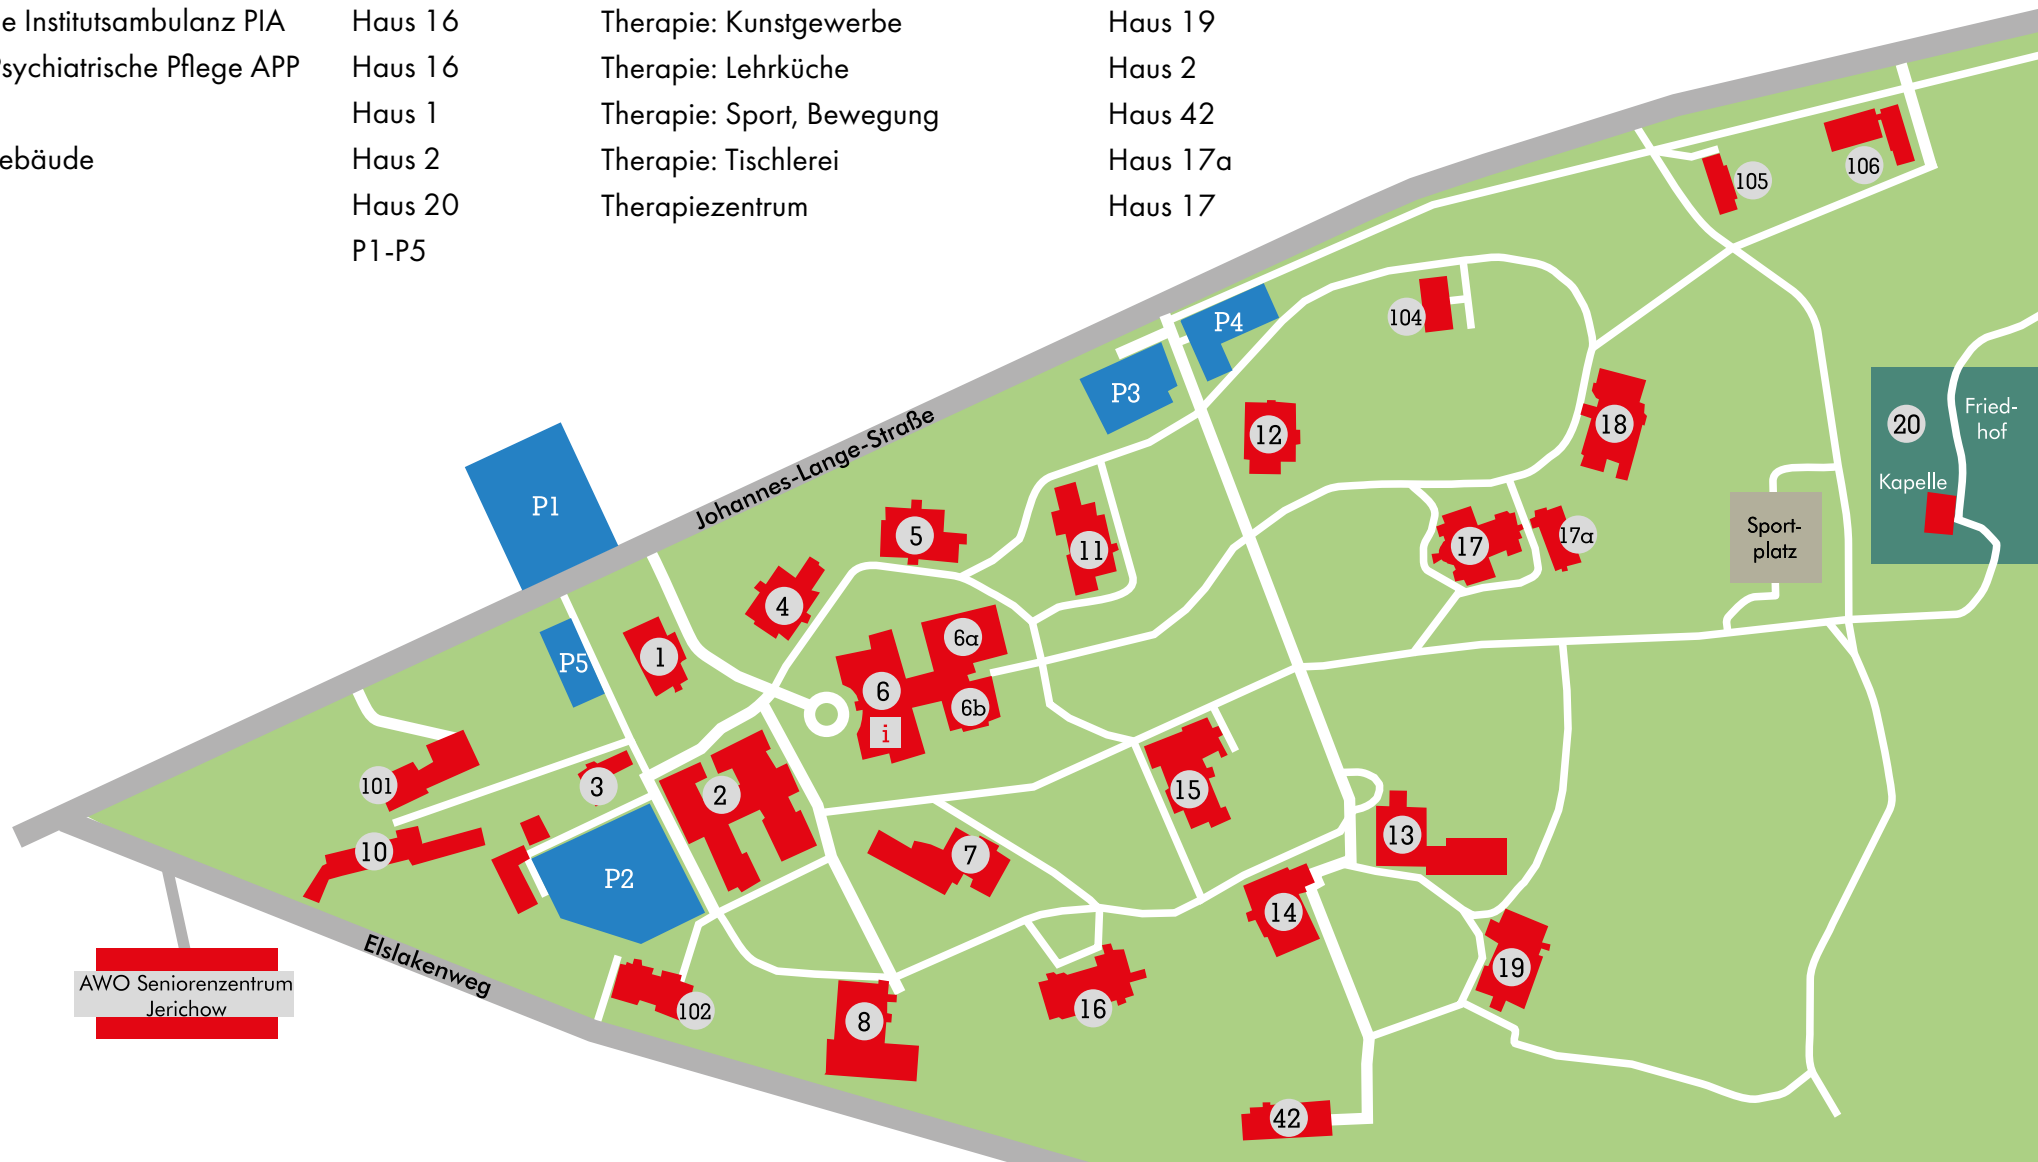 e Institutsambulanz PIA Haus 16 Therapie: Kunstgewerbe Haus 19
sychiatrische Pflege APP Haus 16 Therapie: Lehrküche Haus 2
Haus 1 Therapie: Sport, Bewegung Haus 42
ebäude Haus 2 Therapie: Tischlerei Haus 17a
Haus 20 Therapiezentrum Haus 17
P1-P5
106
105
104
P4
P3
Fried-
hof
20
18
12
Johannes-Lange-Straße
Kapelle
P1
Sport-
platz
5
11
17
17a
4
6a
1
P5
6
6b
i
101
3
2
15
13
10
7
P2
14
Elslakenweg
19
AWO Seniorenzentrum
Jerichow
102
8
16
42